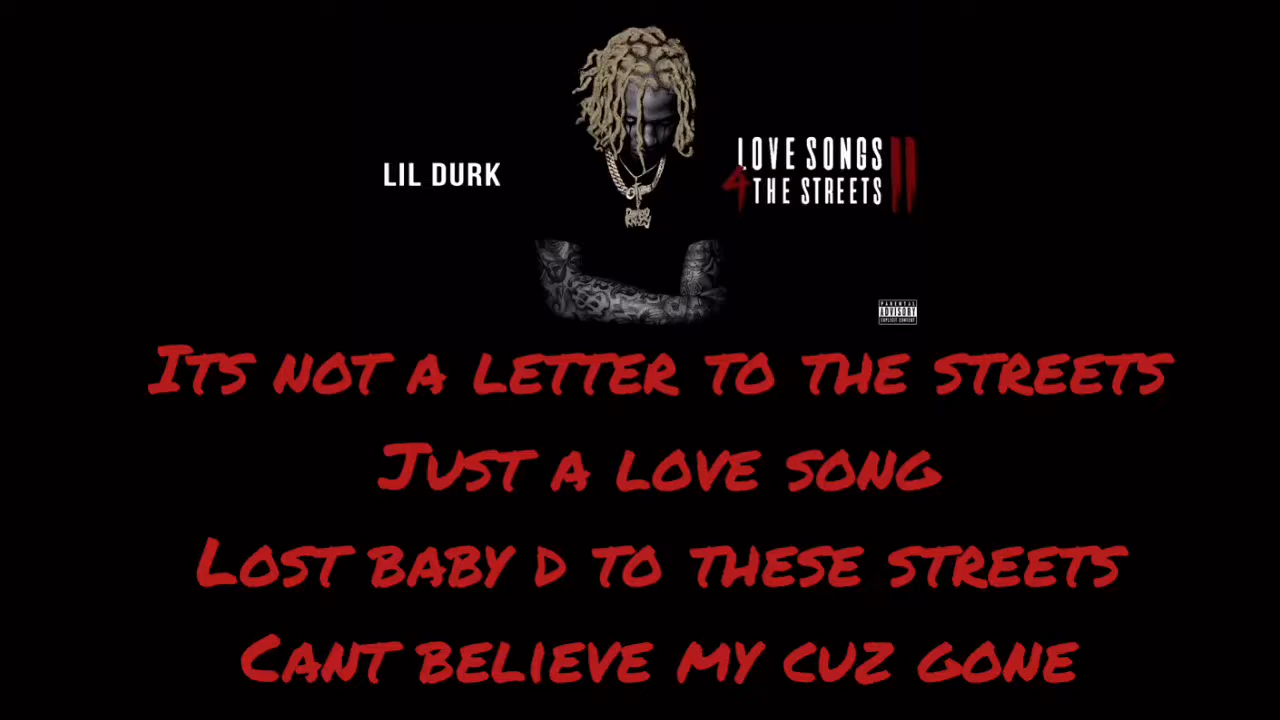 LIL DURK
LOVE SONGS
4 THE STREETS II
PARENTAL
ADVISORY
EXPLICIT CONTENT
ITS NOT A LETTER TO THE STREETS
JUST A LOVE SONG
LOST BABY D TO THESE STREETS
CANT BELIEVE MY CUZ GONE